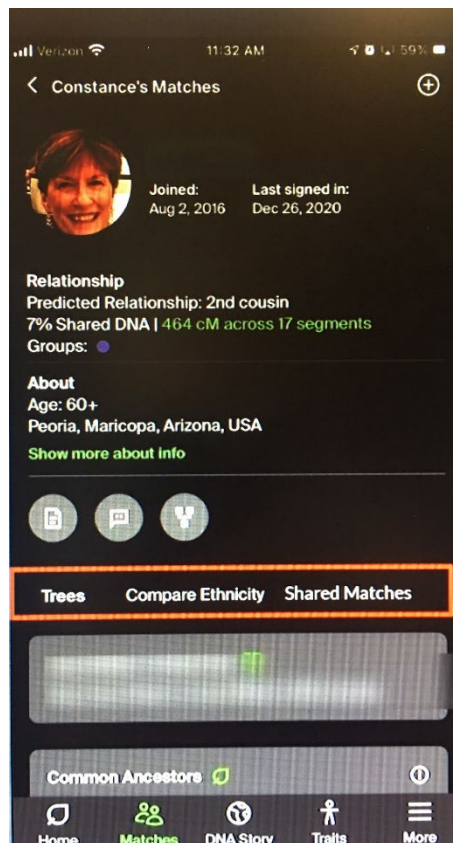 Verizon 11:32 AM 59%
Constance's Matches
Joined: Last signed in:
Aug 2, 2016 Dec 26, 2020
Relationship
Predicted Relationship: 2nd cousin
7% Shared DNA | 464 cM across 17 segments
Groups:
About
Age: 60+
Peoria, Maricopa, Arizona, USA
Show more about info
Trees Compare Ethnicity Shared Matches
Common Ancestors
Home Matches DNA Story Traits More